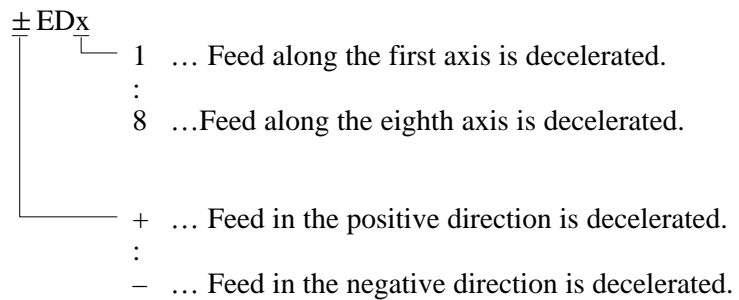 ± EDx
1 … Feed along the first axis is decelerated.
:
8 …Feed along the eighth axis is decelerated.
+ … Feed in the positive direction is decelerated.
:
– … Feed in the negative direction is decelerated.